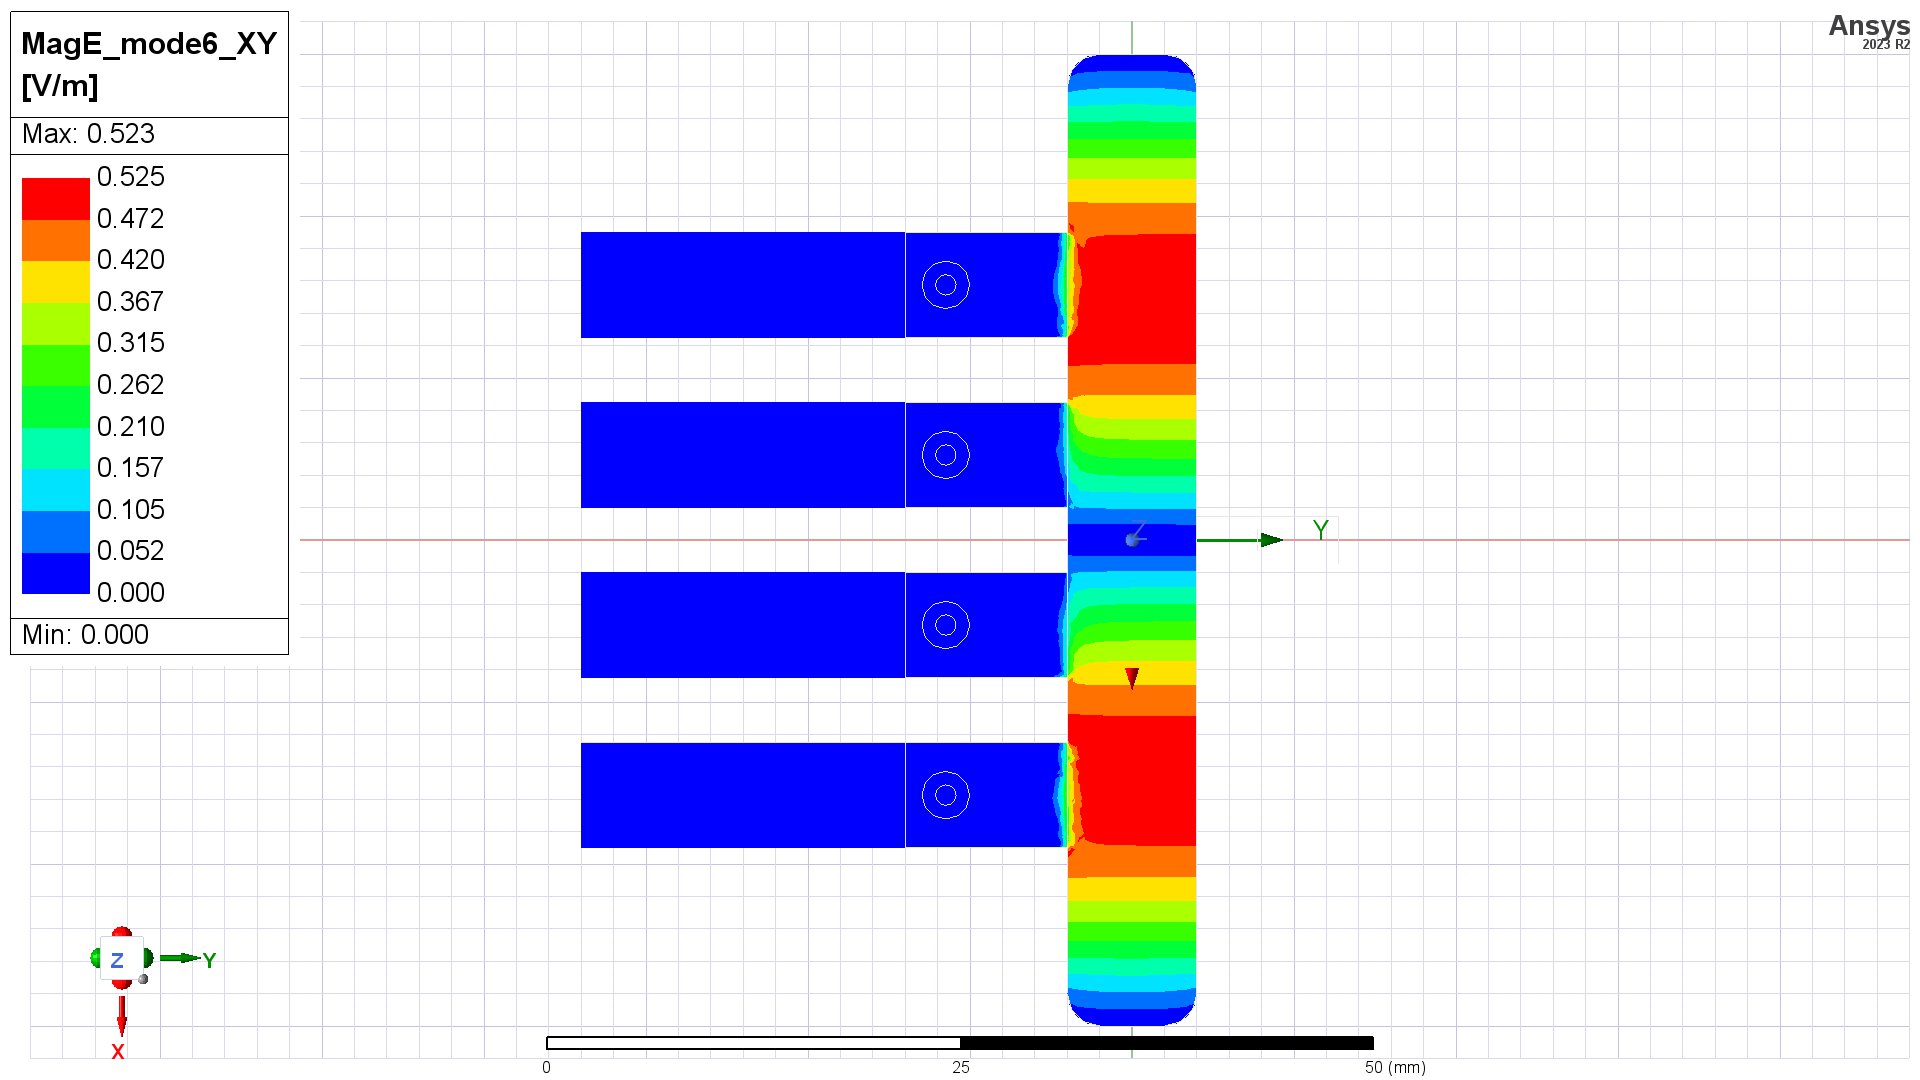 MagE_mode6_XY
[V/m]
Max: 0.523
0.525
0.472
0.420
0.367
0.315
0.262
0.210
0.157
0.105
0.052
0.000
Min: 0.000
Ansys
2023 R2
Z
Y
Z
Y
X
0
25
50 (mm)